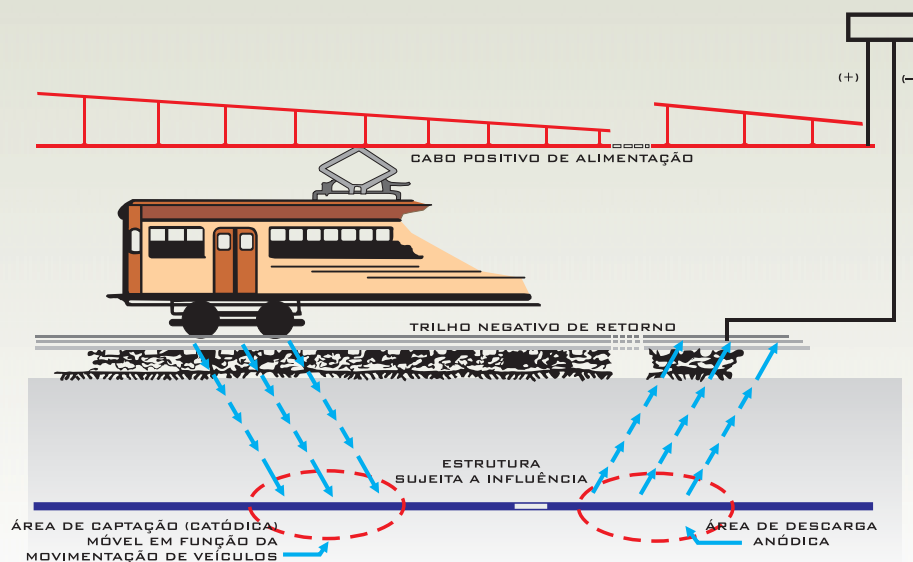 (+)
(-
CABO POSITIVO DE ALIMENTAÇÃO
TRILHO NEGATIVO DE RETORNO
ESTRUTURA
SUJEITA A INFLUÊNCIA
ÁREA DE CAPTAÇÃO (CATÓDICA)
MÓVEL EM FUNÇÃO DA
MOVIMENTAÇÃO DE VEÍCULOS
ÁREA DE DESCARGA
ANÓDICA